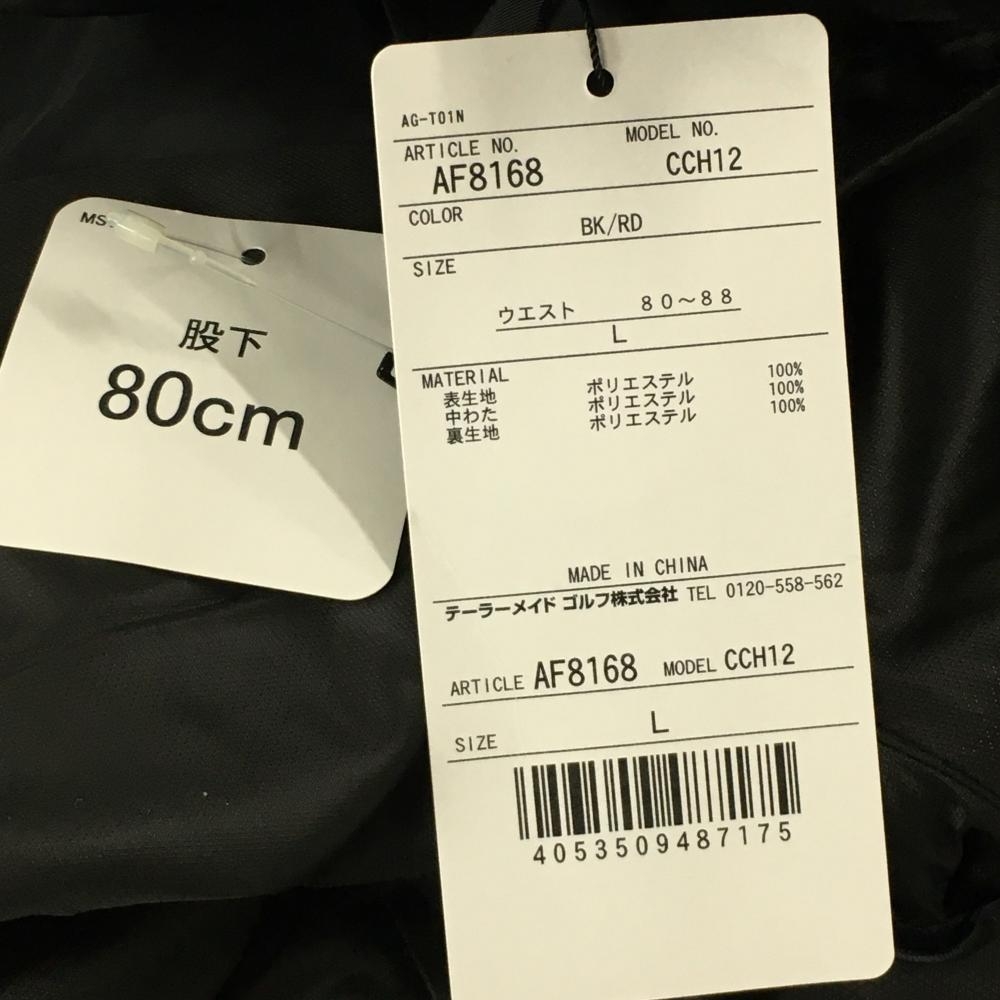 MS
股下
80cm
AG-T01N
ARTICLE NO. MODEL NO.
AF8168 CCH12
COLOR
BK/RD
SIZE
ウエスト 80～88
L
MATERIAL
表生地 ポリエステル 100%
中わた ポリエステル 100%
裏生地 ポリエステル 100%
MADE IN CHINA
テーラーメイド ゴルフ株式会社 TEL 0120-558-562
ARTICLE AF8168 MODEL CCH12
SIZE L
4053509487175